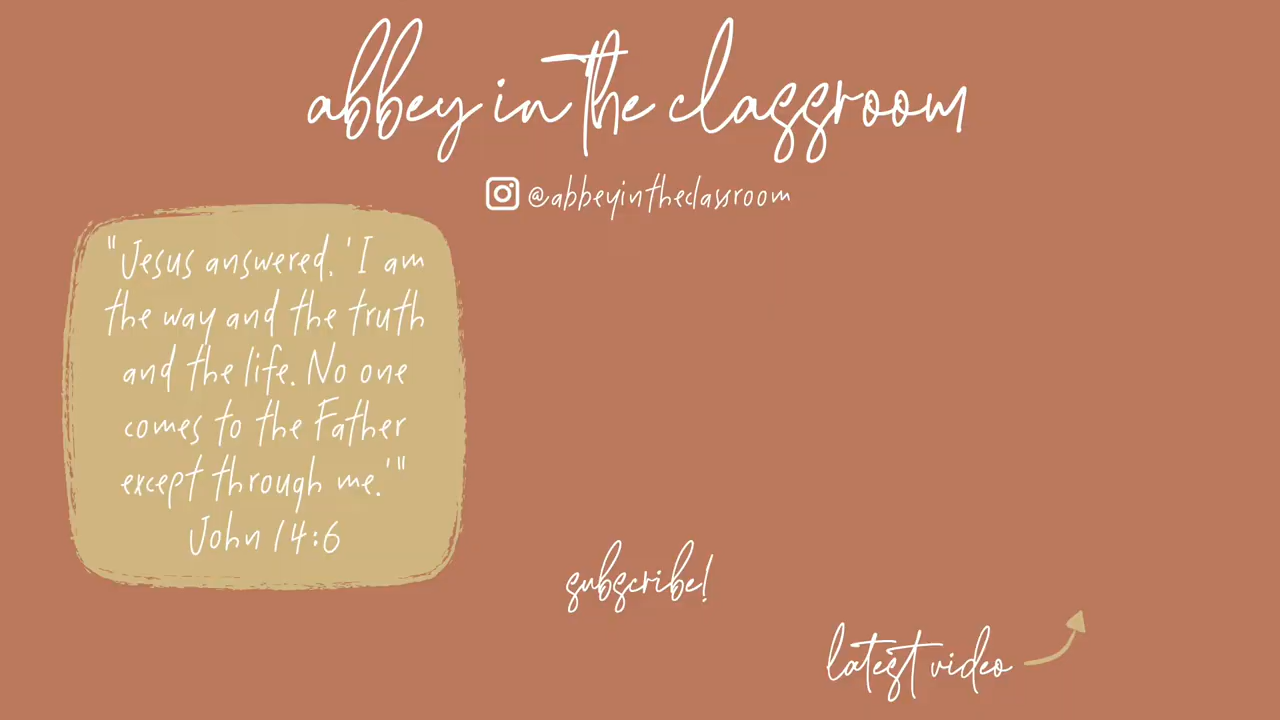 abbey in the classroom
@abbeyintheclassroom
"Jesus answered, 'I am
the way and the truth
and the life. No one
comes to the Father
except through me.'"
John 14:6
subscribe!
latest video